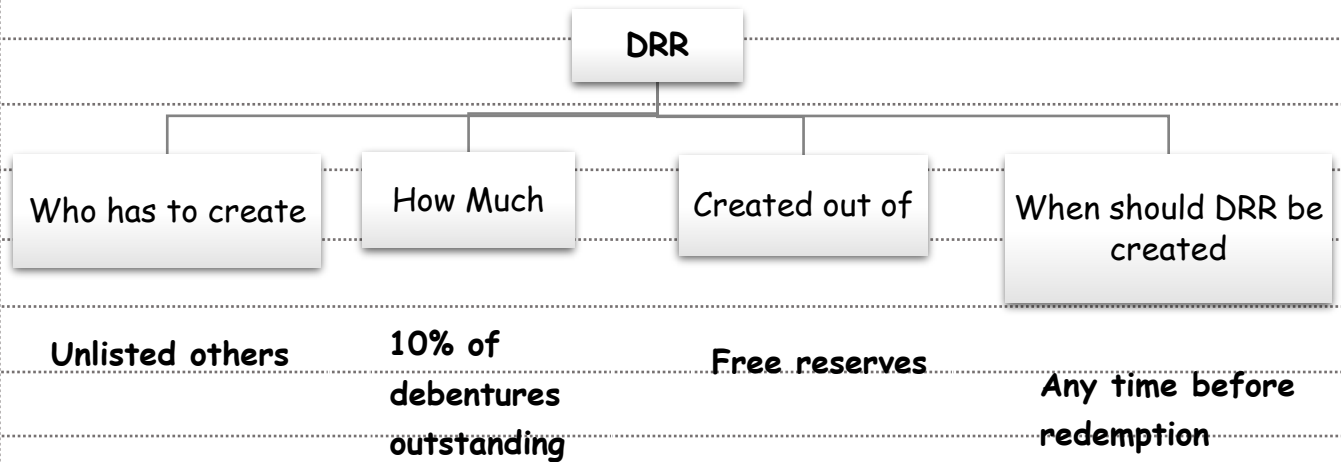 DRR
Who has to create
How Much
Created out of
When should DRR be
created
Unlisted others
10% of
debentures
outstanding
Free reserves
Any time before
redemption